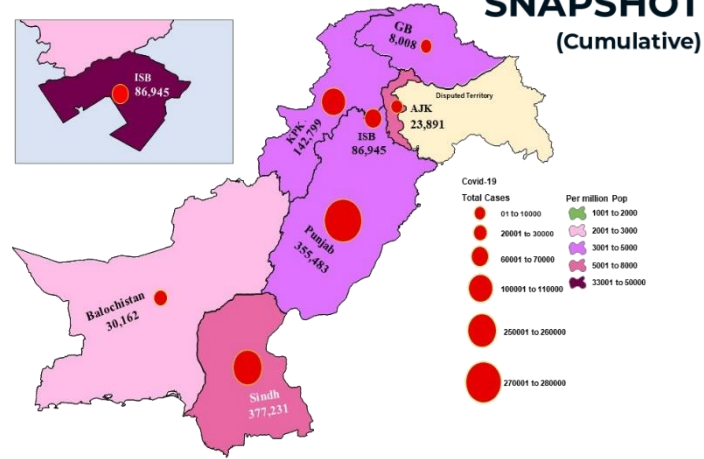 SNAPSHOT
(Cumulative)
ISB
86,945
GB
8,008
Disputed Territory
AJK
23,891
KPK
142,799
ISB
86,945
Punjab
355,483
Balochistan
30,162
Sindh
377,231
Covid-19
Total Cases
01 to 10000
20001 to 30000
60001 to 70000
100001 to 110000
250001 to 260000
270001 to 280000
Per million Pop
1001 to 2000
2001 to 3000
3001 to 5000
5001 to 8000
33001 to 50000